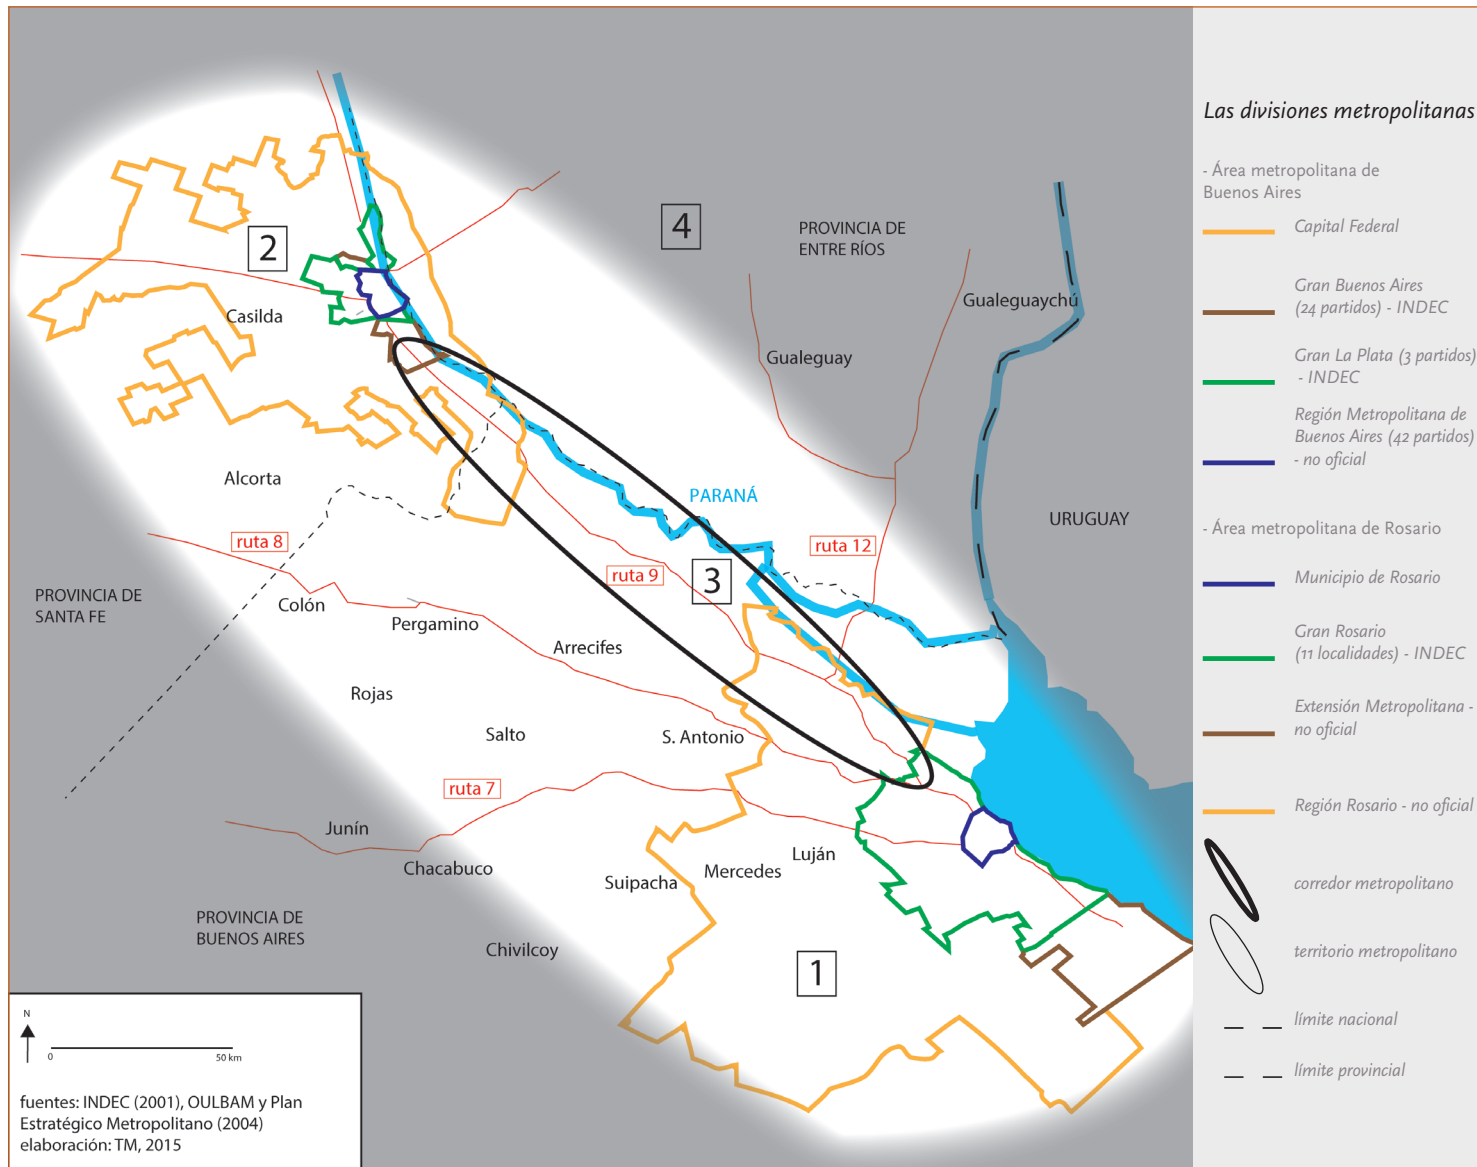 4
PROVINCIA DE
ENTRE RÍOS
2
Gualeguaychú
Casilda
Gualeguay
Alcorta
PARANÁ
URUGUAY
ruta 8
ruta 12
ruta 9
3
PROVINCIA DE
SANTA FE
Colón
Pergamino
Arrecifes
Rojas
Salto
S. Antonio
ruta 7
Junín
Chacabuco
Luján
Mercedes
Suipacha
PROVINCIA DE
BUENOS AIRES
Chivilcoy
1
N
0
50 km
fuentes: INDEC (2001), OULBAM y Plan
Estratégico Metropolitano (2004)
elaboración: TM, 2015
Las divisiones metropolitanas
- Área metropolitana de
Buenos Aires
Capital Federal
Gran Buenos Aires
(24 partidos) - INDEC
Gran La Plata (3 partidos)
- INDEC
Región Metropolitana de
Buenos Aires (42 partidos)
- no oficial
- Área metropolitana de Rosario
Municipio de Rosario
Gran Rosario
(11 localidades) - INDEC
Extensión Metropolitana -
no oficial
Región Rosario - no oficial
corredor metropolitano
territorio metropolitano
límite nacional
límite provincial